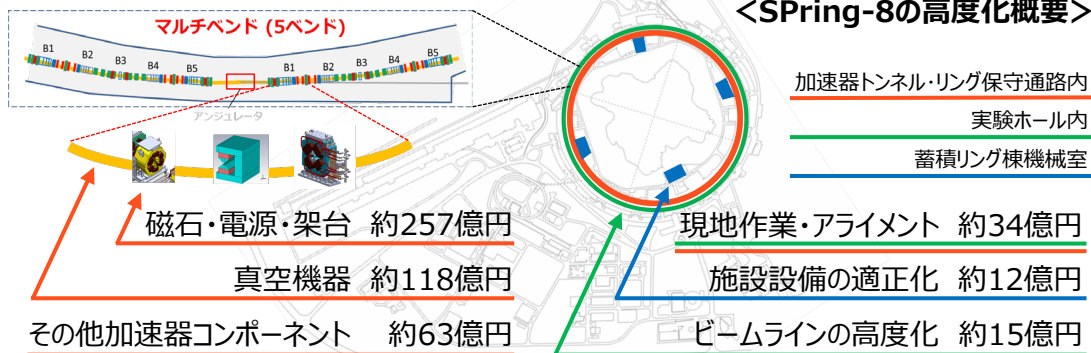 <SPring-8の高度化概要>
マルチベンド (5ベンド)
B1 B2 B3 B4 B5 B1 B2 B3 B4 B5
アンジュレータ
加速器トンネル・リング保守通路内
実験ホール内
蓄積リング棟機械室
磁石・電源・架台 約257億円
真空機器 約118億円
その他加速器コンポーネント 約63億円
現地作業・アライメント 約34億円
施設設備の適正化 約12億円
ビームラインの高度化 約15億円